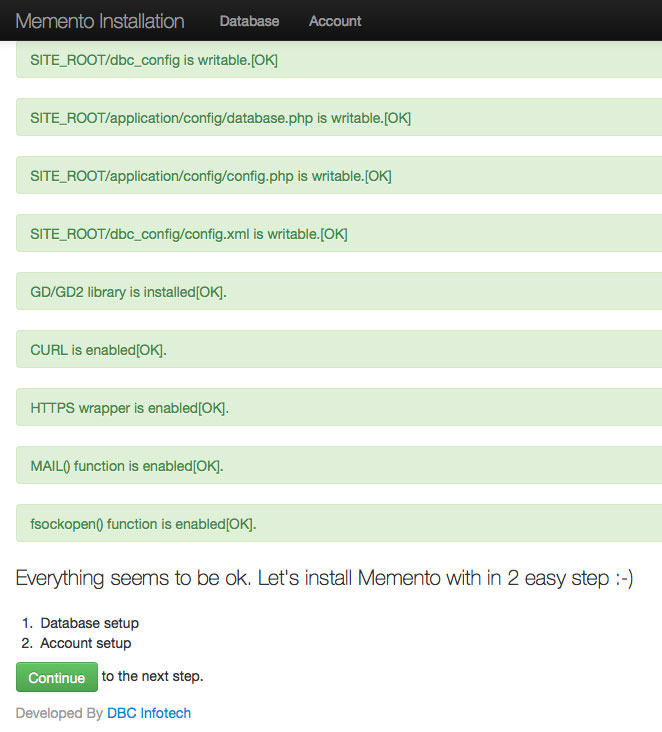 Memento Installation Database Account
SITE_ROOT/dbc_config is writable.[OK]
SITE_ROOT/application/config/database.php is writable.[OK]
SITE_ROOT/application/config/config.php is writable.[OK]
SITE_ROOT/dbc_config/config.xml is writable.[OK]
GD/GD2 library is installed[OK].
CURL is enabled[OK].
HTTPS wrapper is enabled[OK].
MAIL() function is enabled[OK].
fsockopen() function is enabled[OK].
Everything seems to be ok. Let's install Memento with in 2 easy step :-)
1. Database setup
2. Account setup
Continue to the next step.
Developed By DBC Infotech